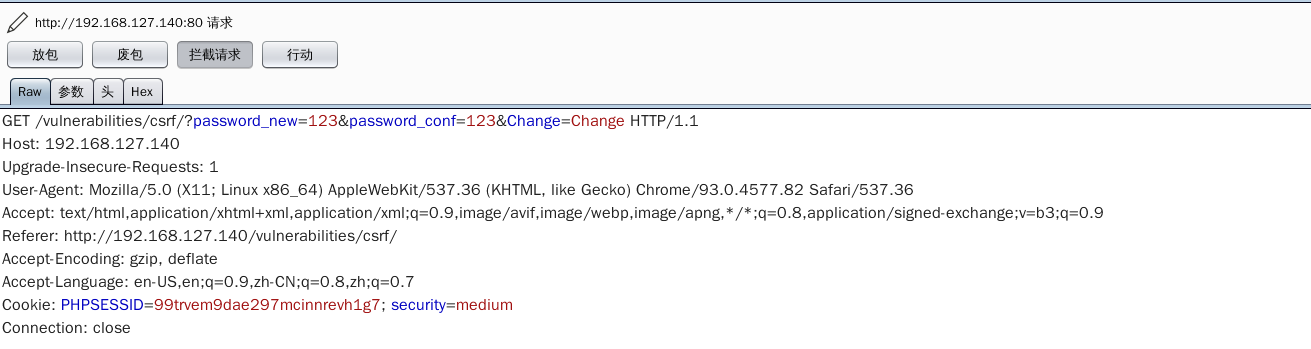 http://192.168.127.140:80 请求
放包 废包 拦截请求 行动
Raw 参数 头 Hex
GET /vulnerabilities/csrf/?password_new=123&password_conf=123&Change=Change HTTP/1.1
Host: 192.168.127.140
Upgrade-Insecure-Requests: 1
User-Agent: Mozilla/5.0 (X11; Linux x86_64) AppleWebKit/537.36 (KHTML, like Gecko) Chrome/93.0.4577.82 Safari/537.36
Accept: text/html,application/xhtml+xml,application/xml;q=0.9,image/avif,image/webp,image/apng,*/*;q=0.8,application/signed-exchange;v=b3;q=0.9
Referer: http://192.168.127.140/vulnerabilities/csrf/
Accept-Encoding: gzip, deflate
Accept-Language: en-US,en;q=0.9,zh-CN;q=0.8,zh;q=0.7
Cookie: PHPSESSID=99trvem9dae297mcinnrevh1g7; security=medium
Connection: close